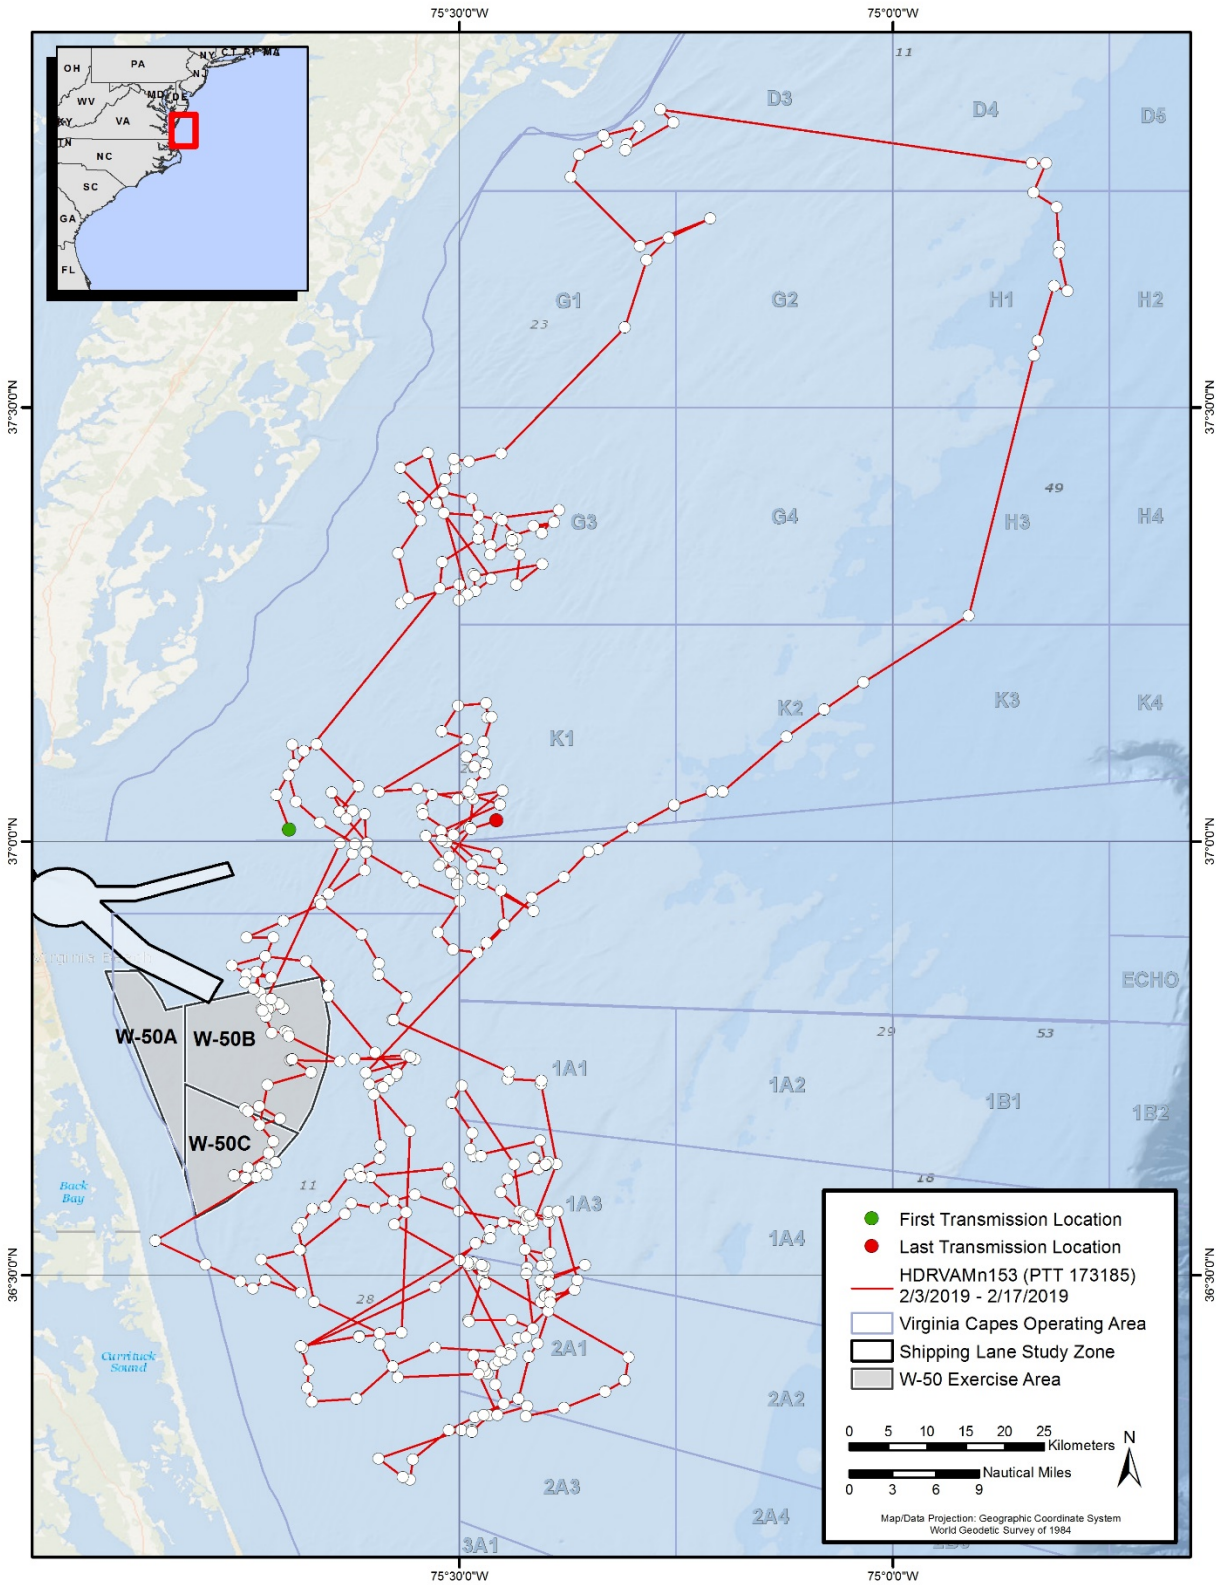 75°30'0"W
75°0'0"W
OH
PA
NY
CT
RI
MA
NJ
WV
MD
DE
KY
VA
TN
NC
SC
GA
FL
11
D3
D4
D5
G1
G2
H1
H2
23
37°30'0"N
37°30'0"N
49
G3
G4
H3
H4
K1
K2
K3
K4
37°0'0"N
37°0'0"N
Virginia Beach
ECHO
W-50A
W-50B
29
53
1A1
1A2
1B1
1B2
W-50C
Back
Bay
11
18
1A3
1A4
36°30'0"N
36°30'0"N
28
Currituck
Sound
2A1
2A2
2A3
2A4
3A1
First Transmission Location
Last Transmission Location
HDRVAMn153 (PTT 173185)
2/3/2019 - 2/17/2019
Virginia Capes Operating Area
Shipping Lane Study Zone
W-50 Exercise Area
0 5 10 15 20 25
Kilometers
N
Nautical Miles
0 3 6 9
Map/Data Projection: Geographic Coordinate System
World Geodetic Survey of 1984
75°30'0"W
75°0'0"W